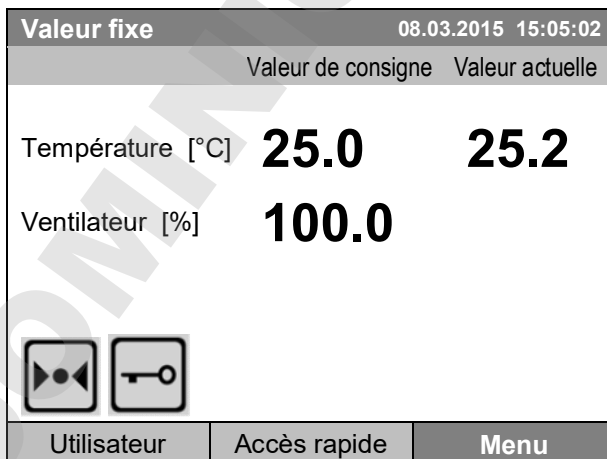 Valeur fixe 08.03.2015 15:05:02
Valeur de consigne Valeur actuelle
Température [°C] 25.0 25.2
Ventilateur [%] 100.0
Utilisateur Accès rapide Menu